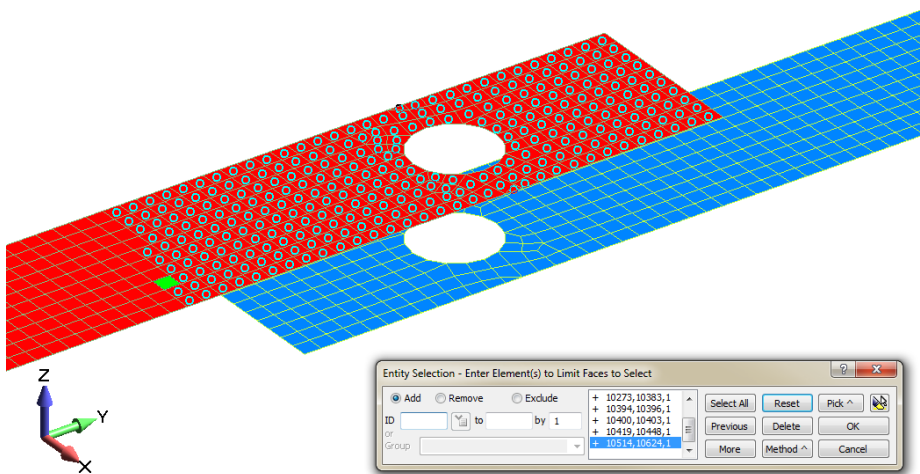 Z
Y
X
Entity Selection - Enter Element(s) to Limit Faces to Select
Add Remove Exclude
ID to by 1
or
Group
+ 10273,10383,1
+ 10394,10396,1
+ 10400,10403,1
+ 10419,10448,1
+ 10514,10624,1
Select All Reset Pick ^
Previous Delete OK
More Method ^ Cancel